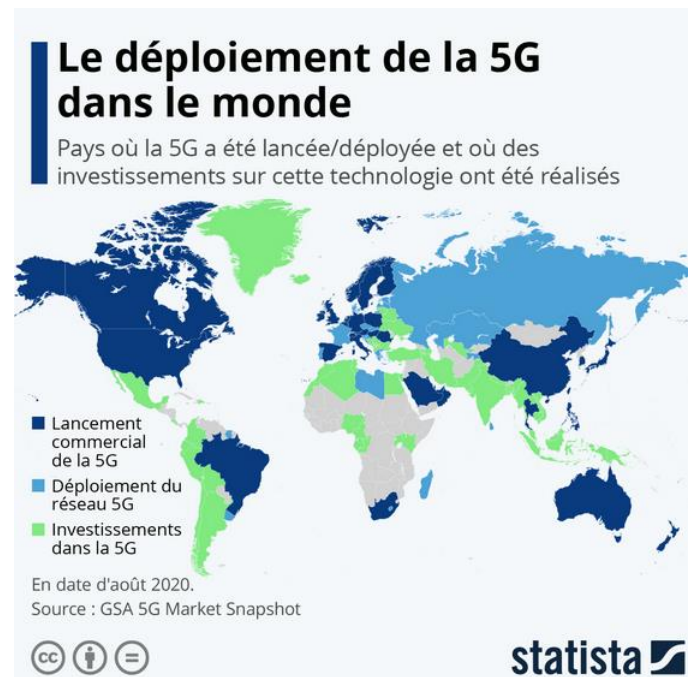 Le déploiement de la 5G
dans le monde
Pays où la 5G a été lancée/déployée et où des
investissements sur cette technologie ont été réalisés
Lancement
commercial
de la 5G
Déploiement du
réseau 5G
Investissements
dans la 5G
En date d'août 2020.
Source : GSA 5G Market Snapshot
cc
statista